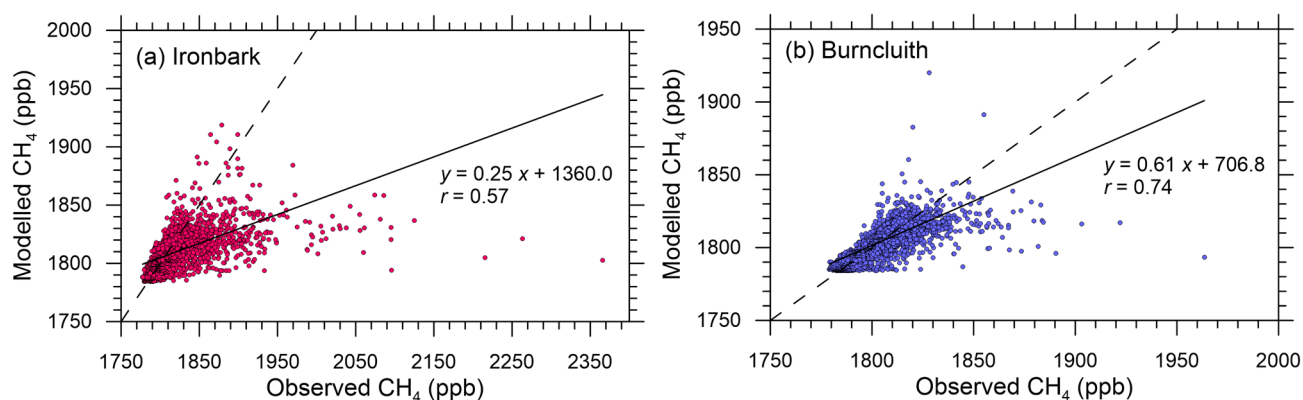 (a) Ironbark
Modelled CH₄ (ppb)
2000
1950
1900
1850
1800
1750
y = 0.25 x + 1360.0
r = 0.57
1750 1850 1950 2050 2150 2250 2350
Observed CH₄ (ppb)
(b) Burncluith
Modelled CH₄ (ppb)
1950
1900
1850
1800
1750
y = 0.61 x + 706.8
r = 0.74
1750 1800 1850 1900 1950 2000
Observed CH₄ (ppb)